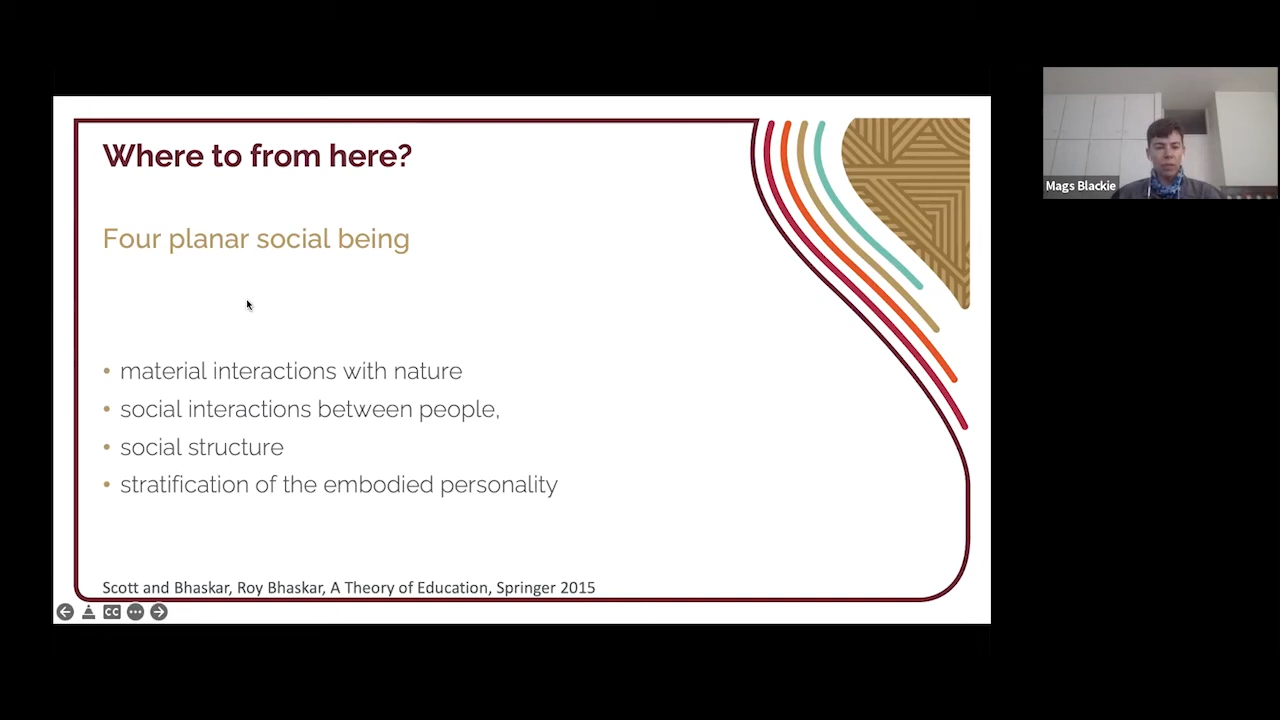 Where to from here?
Four planar social being
• material interactions with nature
• social interactions between people,
• social structure
• stratification of the embodied personality
Scott and Bhaskar, Roy Bhaskar, A Theory of Education, Springer 2015
CC
Mags Blackie